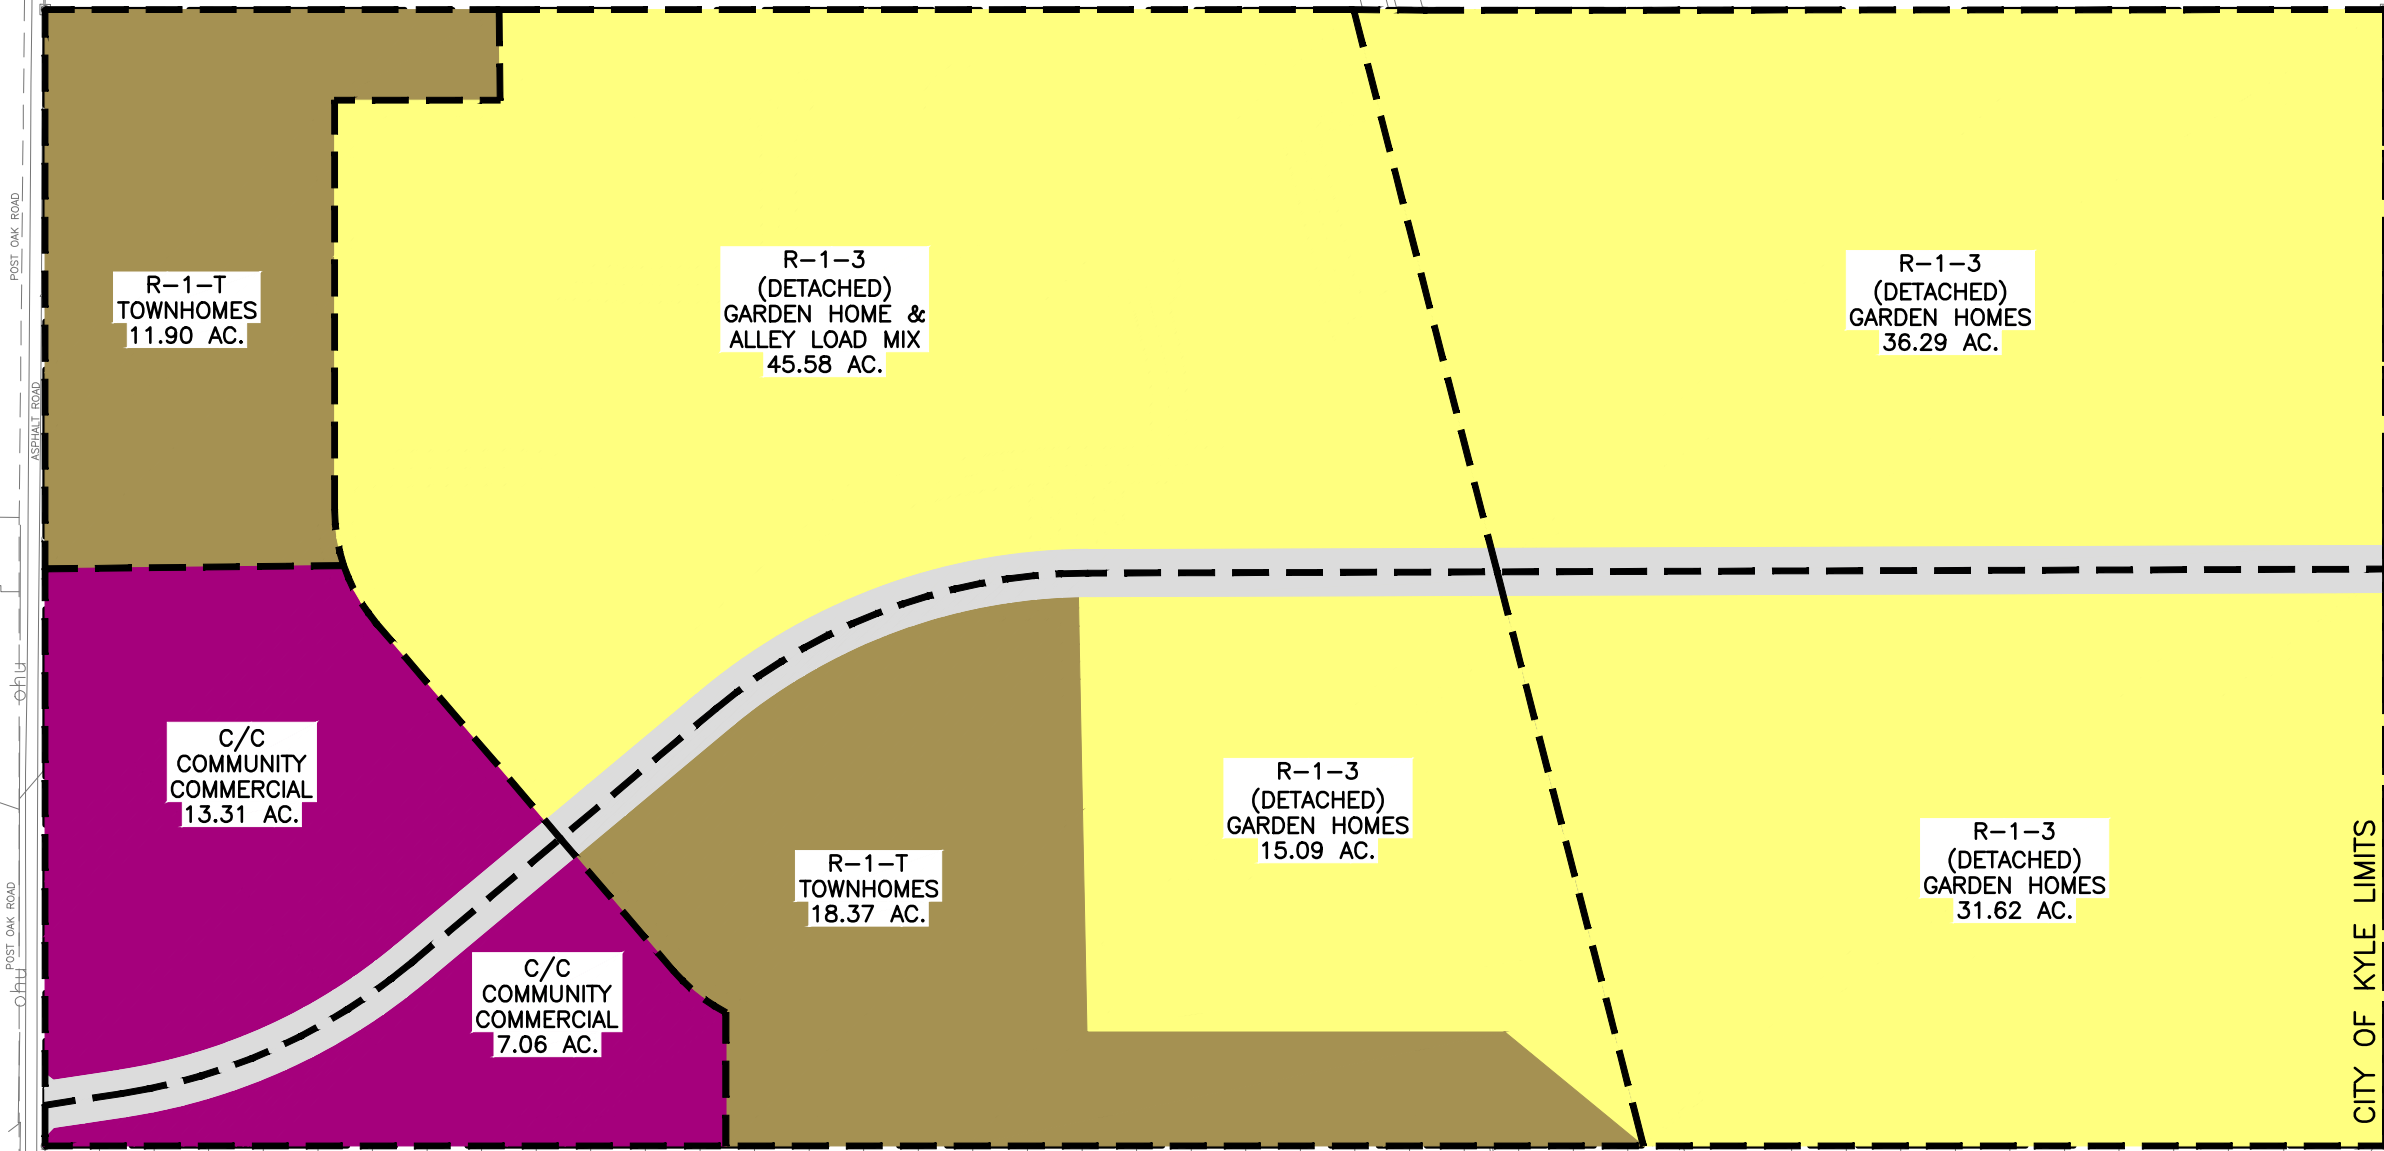 POST OAK ROAD
ASPHALT ROAD
R-1-T
TOWNHOMES
11.90 AC.
R-1-3
(DETACHED)
GARDEN HOME &
ALLEY LOAD MIX
45.58 AC.
R-1-3
(DETACHED)
GARDEN HOMES
36.29 AC.
ohu
C/C
COMMUNITY
COMMERCIAL
13.31 AC.
R-1-T
TOWNHOMES
18.37 AC.
R-1-3
(DETACHED)
GARDEN HOMES
15.09 AC.
R-1-3
(DETACHED)
GARDEN HOMES
31.62 AC.
POST OAK ROAD
ohu
C/C
COMMUNITY
COMMERCIAL
7.06 AC.
CITY OF KYLE LIMITS